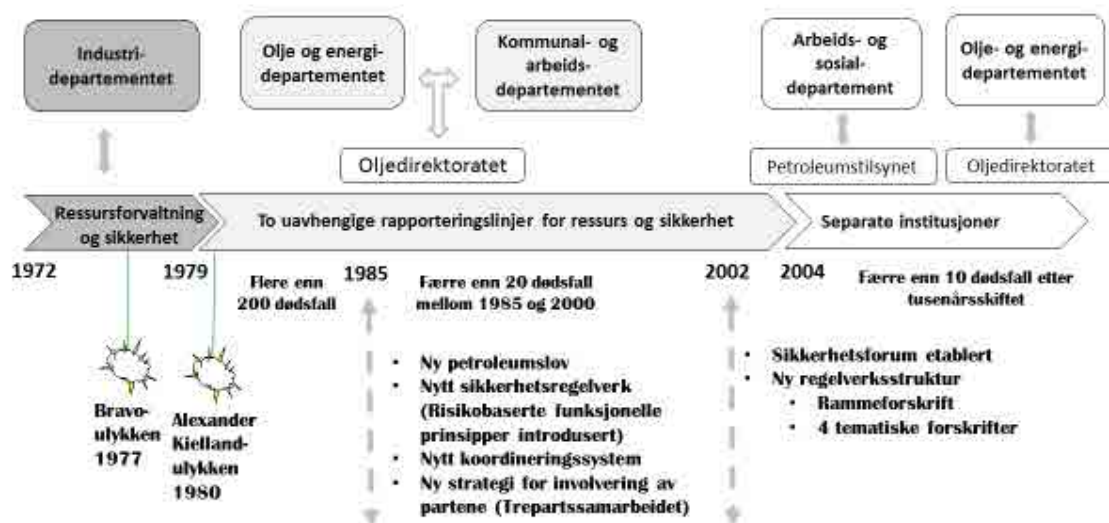 Industri-
departementet
Olje og energi-
departementet
Kommunal- og
arbeids-
departementet
Arbeids- og
sosial-
departement
Olje- og energi-
departementet
Oljedirektoratet
Petroleumstilsynet
Oljedirektoratet
Ressursforvaltning
og sikkerhet
To uavhengige rapporteringslinjer for ressurs og sikkerhet
Separate institusjoner
1972
1979
1985
2002
2004
Flere enn
200 dødsfall
Færre enn 20 dødsfall
mellom 1985 og 2000
Færre enn 10 dødsfall etter
tusenårsskiftet
Bravo-
ulykken
1977
Alexander
Kielland-
ulykken
1980
• Ny petroleumslov
• Nytt sikkerhetsregelverk
(Risikobaserte funksjonelle
prinsipper introdusert)
• Nytt koordineringssystem
• Ny strategi for involvering av
partene (Trepartssamarbeidet)
• Sikkerhetsforum etablert
• Ny regelverksstruktur
• Rammeforskrift
• 4 tematiske forskrifter